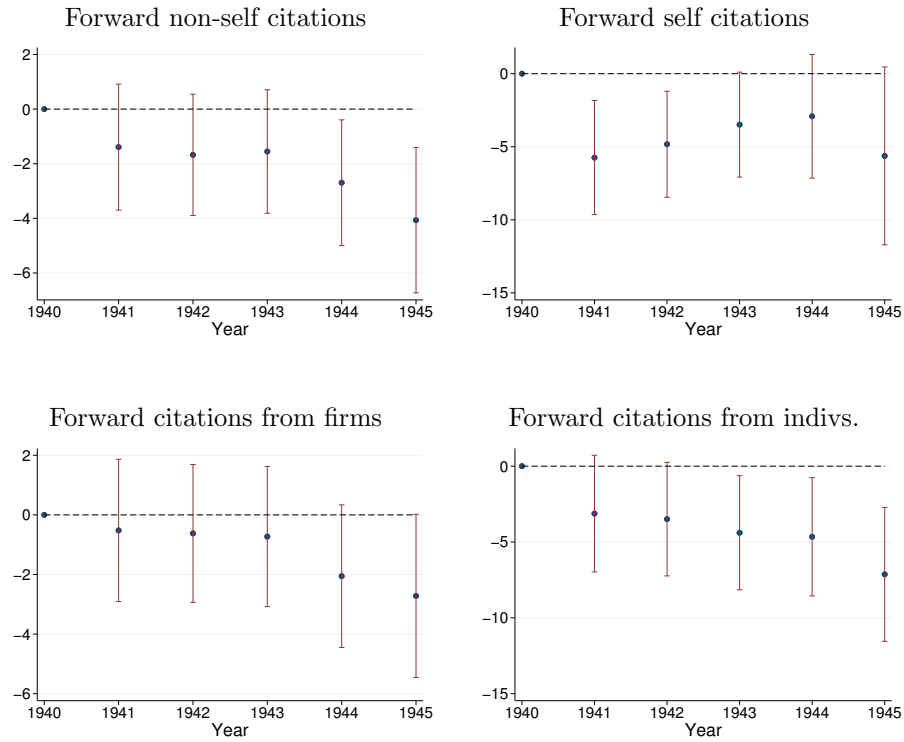 Forward non-self citations
2
0
−2
−4
−6
1940 1941 1942 1943 1944 1945
Year
Forward self citations
0
−5
−10
−15
1940 1941 1942 1943 1944 1945
Year
Forward citations from firms
2
0
−2
−4
−6
1940 1941 1942 1943 1944 1945
Year
Forward citations from indivs.
0
−5
−10
−15
1940 1941 1942 1943 1944 1945
Year